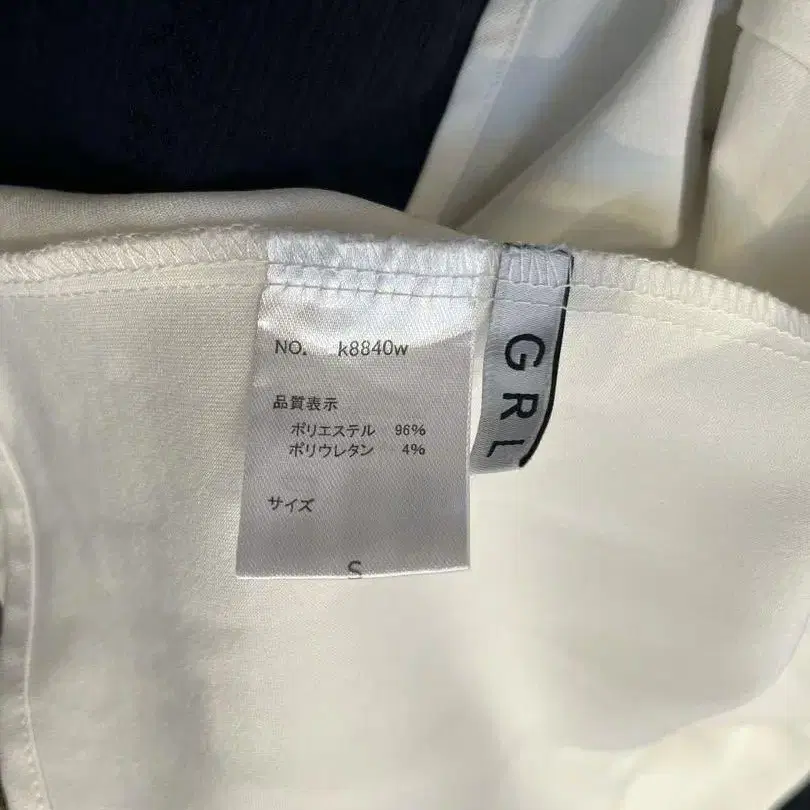 NO. k8840w
品質表示
ポリエステル 96%
ポリウレタン 4%
サイズ
S
GRL